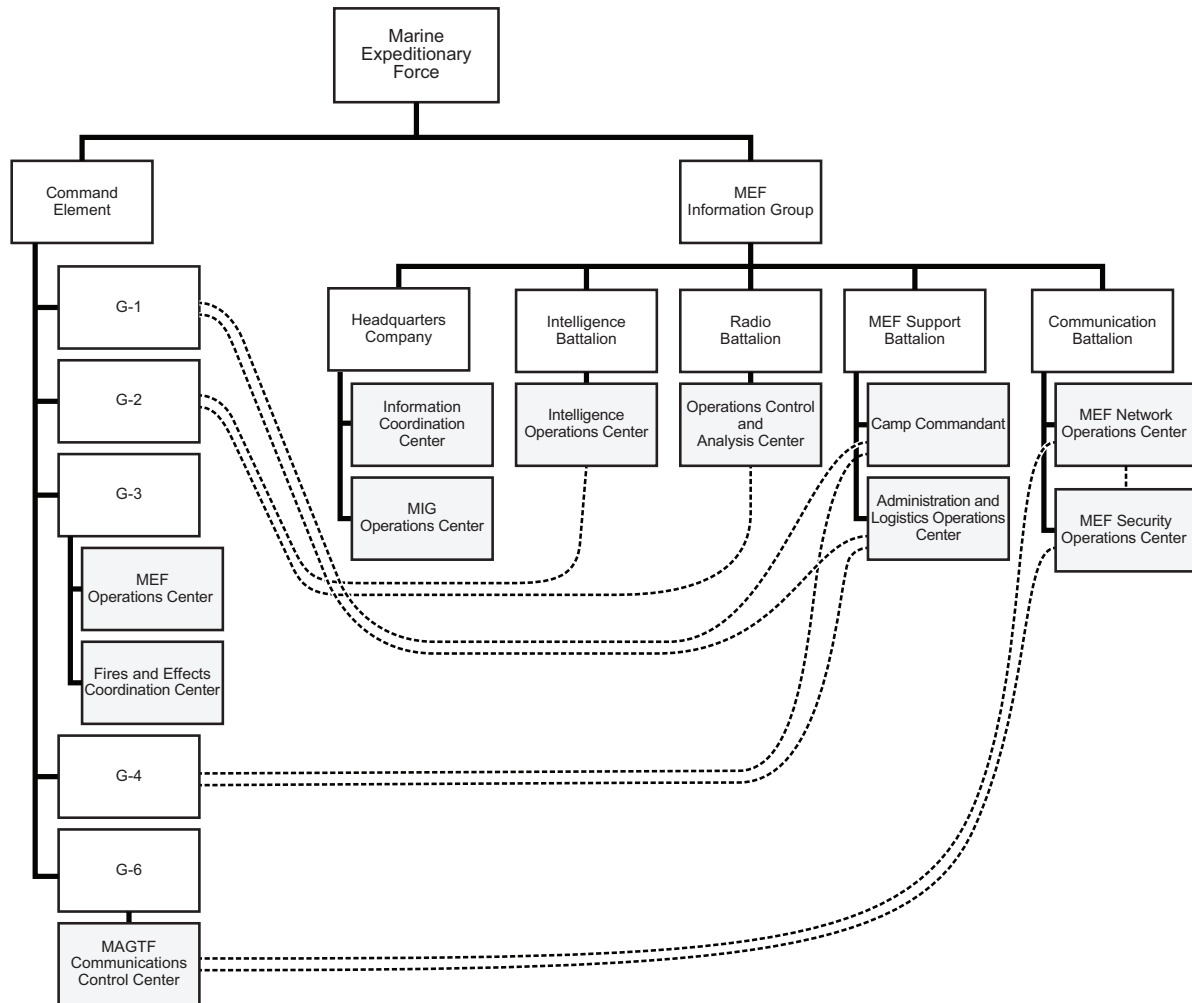 Marine
Expeditionary
Force
Command
Element
MEF
Information Group
G-1
G-2
G-3
MEF
Operations Center
Fires and Effects
Coordination Center
G-4
G-6
MAGTF
Communications
Control Center
Headquarters
Company
Information
Coordination
Center
MIG
Operations Center
Intelligence
Battalion
Intelligence
Operations Center
Radio
Battalion
Operations Control
and
Analysis Center
MEF Support
Battalion
Camp Commandant
Administration and
Logistics Operations
Center
Communication
Battalion
MEF Network
Operations Center
MEF Security
Operations Center